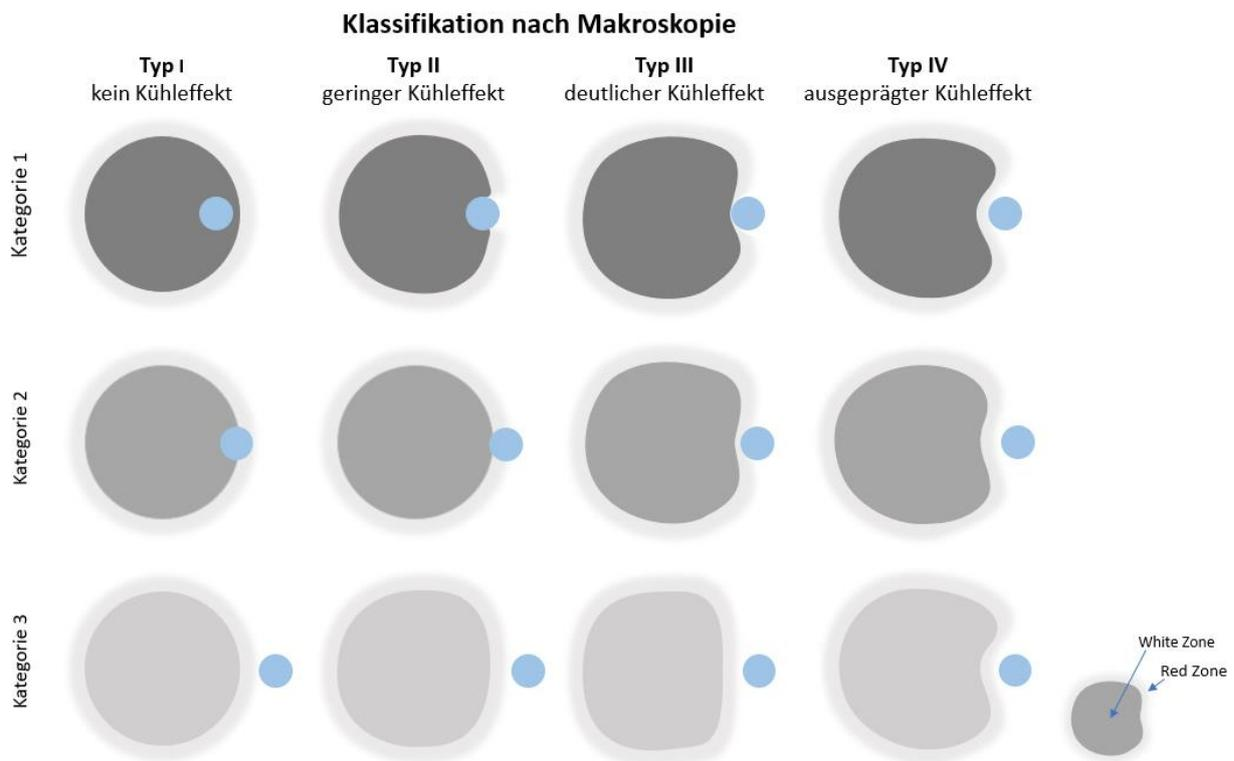 Klassifikation nach Makroskopie
Typ I
kein Kühleffekt
Typ II
geringer Kühleffekt
Typ III
deutlicher Kühleffekt
Typ IV
ausgeprägter Kühleffekt
Kategorie 1
Kategorie 2
Kategorie 3
White Zone
Red Zone